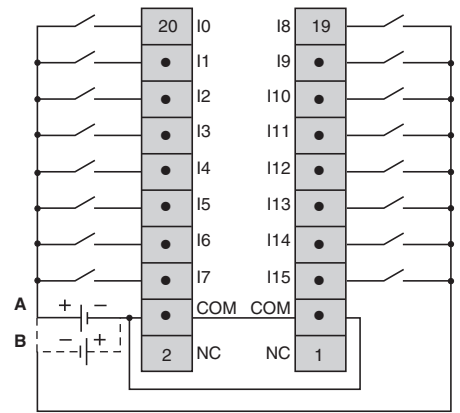 20 I0 I8 19
I1 I9
I2 I10
I3 I11
I4 I12
I5 I13
I6 I14
I7 I15
A + − COM COM
B − + 2 NC NC 1